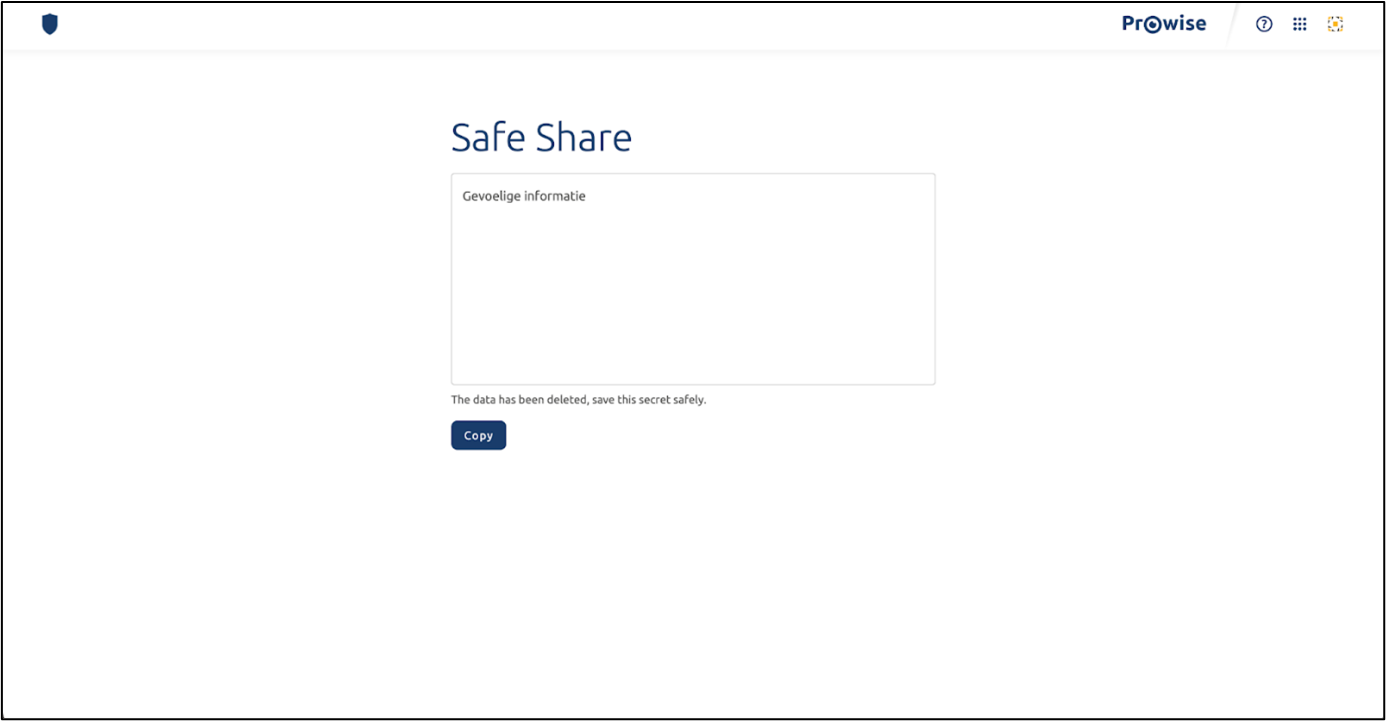 Prowise
Safe Share
Gevoelige informatie
The data has been deleted, save this secret safely.
Copy